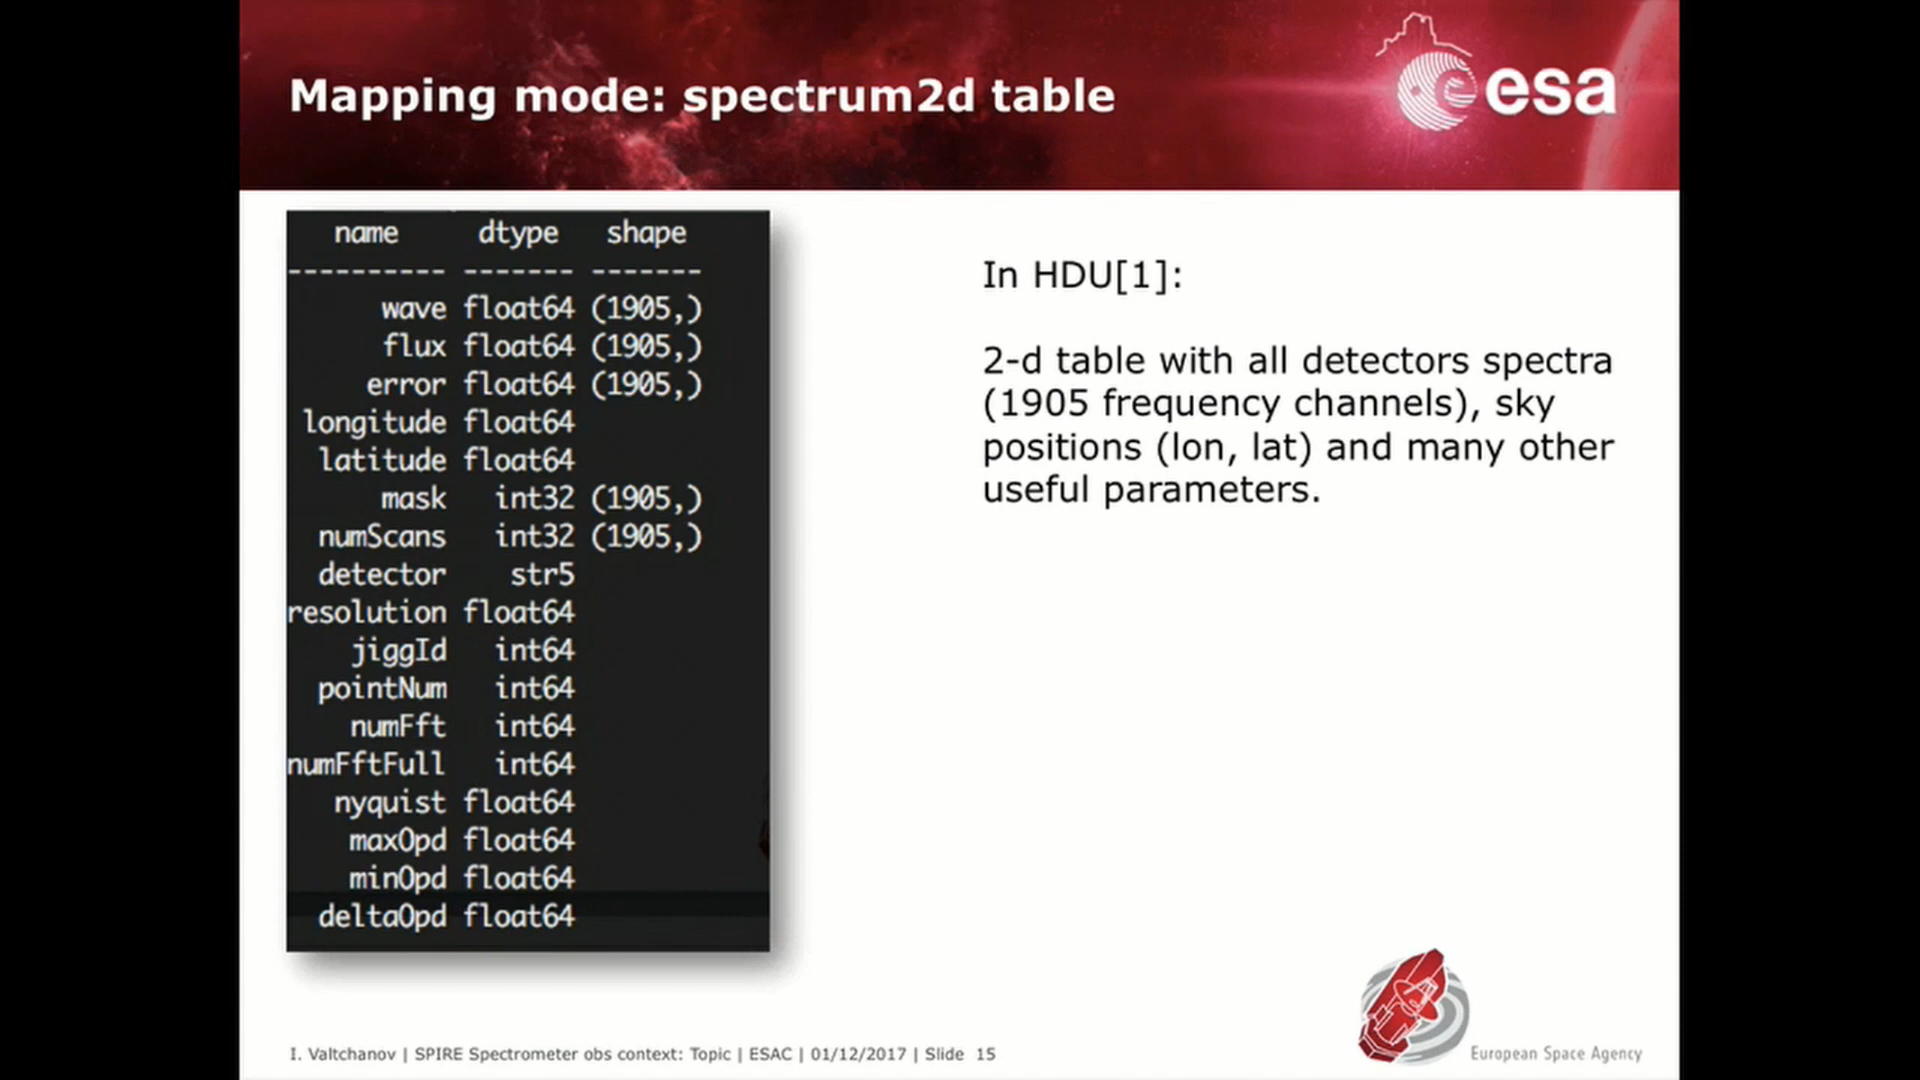 Mapping mode: spectrum2d table
esa
name dtype shape
---------- ------- -------
wave float64 (1905,)
flux float64 (1905,)
error float64 (1905,)
longitude float64
latitude float64
mask int32 (1905,)
numScans int32 (1905,)
detector str5
resolution float64
jiggId int64
pointNum int64
numFft int64
numFftFull int64
nyquist float64
maxOpd float64
minOpd float64
deltaOpd float64
In HDU[1]:
2-d table with all detectors spectra
(1905 frequency channels), sky
positions (lon, lat) and many other
useful parameters.
I. Valtchanov | SPIRE Spectrometer obs context: Topic | ESAC | 01/12/2017 | Slide 15
European Space Agency